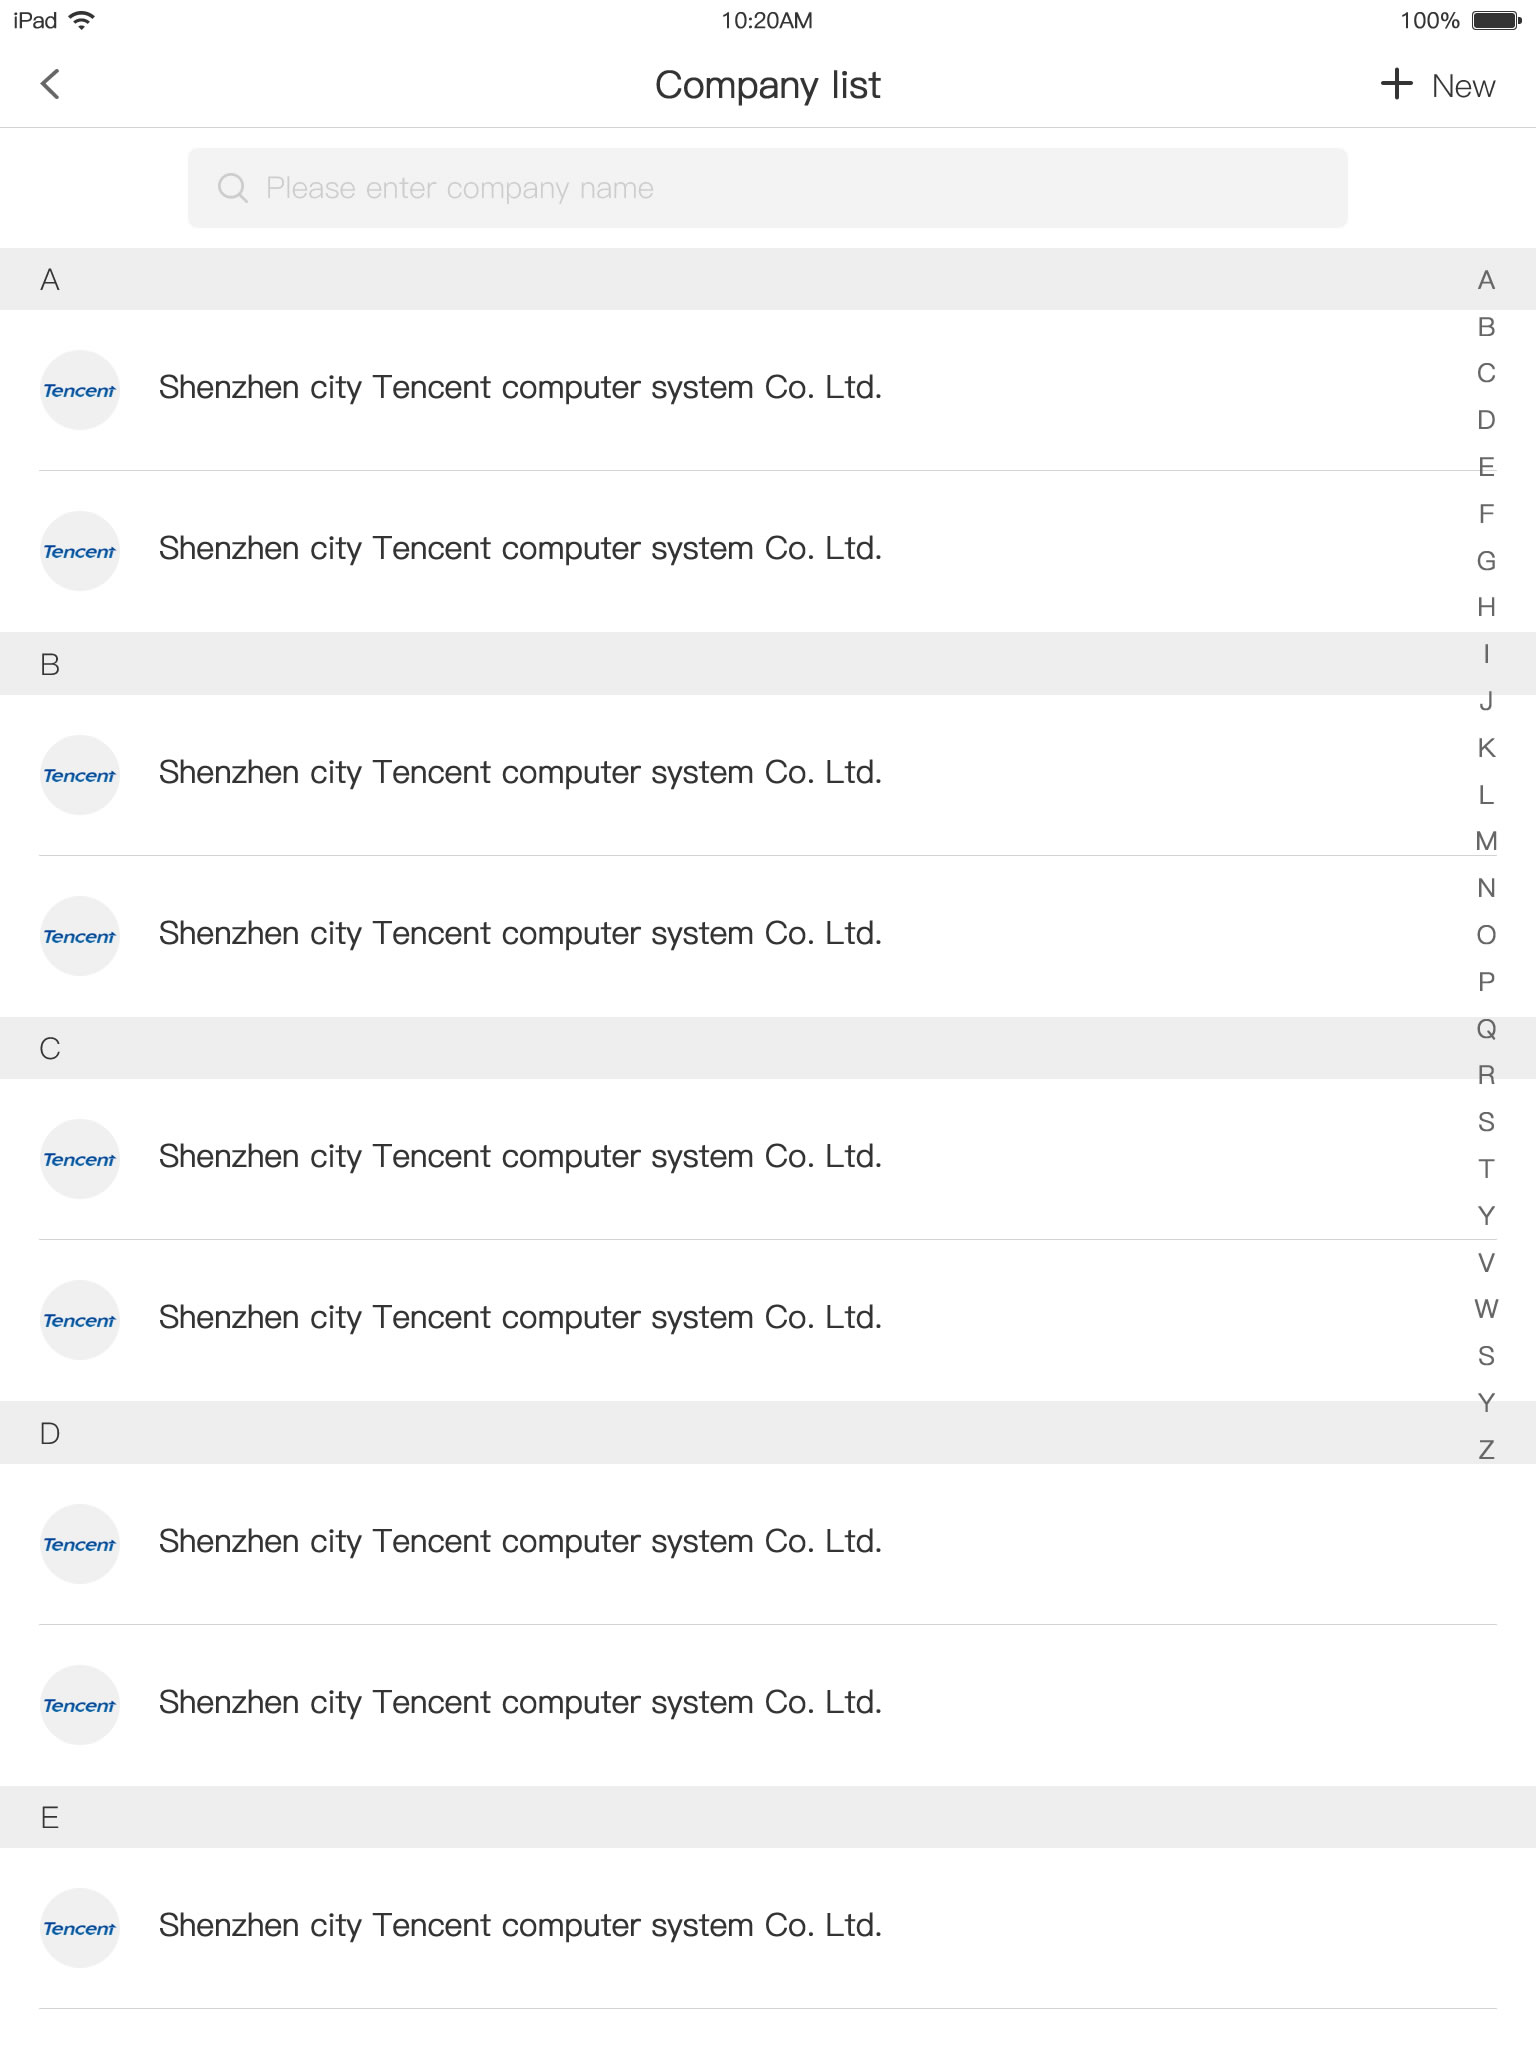 iPad 10:20AM 100%
Company list
New
Please enter company name
A
Tencent Shenzhen city Tencent computer system Co. Ltd.
Tencent Shenzhen city Tencent computer system Co. Ltd.
B
Tencent Shenzhen city Tencent computer system Co. Ltd.
Tencent Shenzhen city Tencent computer system Co. Ltd.
C
Tencent Shenzhen city Tencent computer system Co. Ltd.
Tencent Shenzhen city Tencent computer system Co. Ltd.
D
Tencent Shenzhen city Tencent computer system Co. Ltd.
Tencent Shenzhen city Tencent computer system Co. Ltd.
E
Tencent Shenzhen city Tencent computer system Co. Ltd.
A
B
C
D
E
F
G
H
I
J
K
L
M
N
O
P
Q
R
S
T
Y
V
W
S
Y
Z